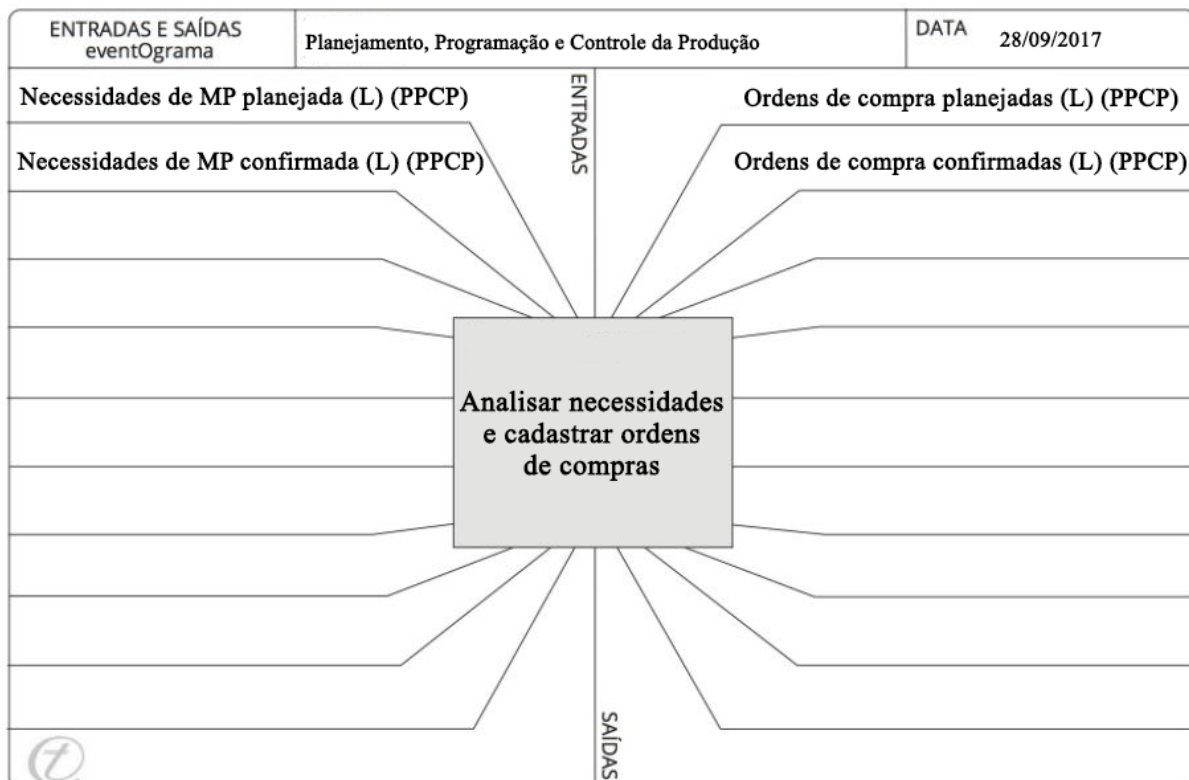 ENTRADAS E SAÍDAS
eventOgrama
Planejamento, Programação e Controle da Produção
DATA
28/09/2017
ENTRADAS
Necessidades de MP planejada (L) (PPCP)
Necessidades de MP confirmada (L) (PPCP)
Ordens de compra planejadas (L) (PPCP)
Ordens de compra confirmadas (L) (PPCP)
Analisar necessidades
e cadastrar ordens
de compras
SAÍDAS